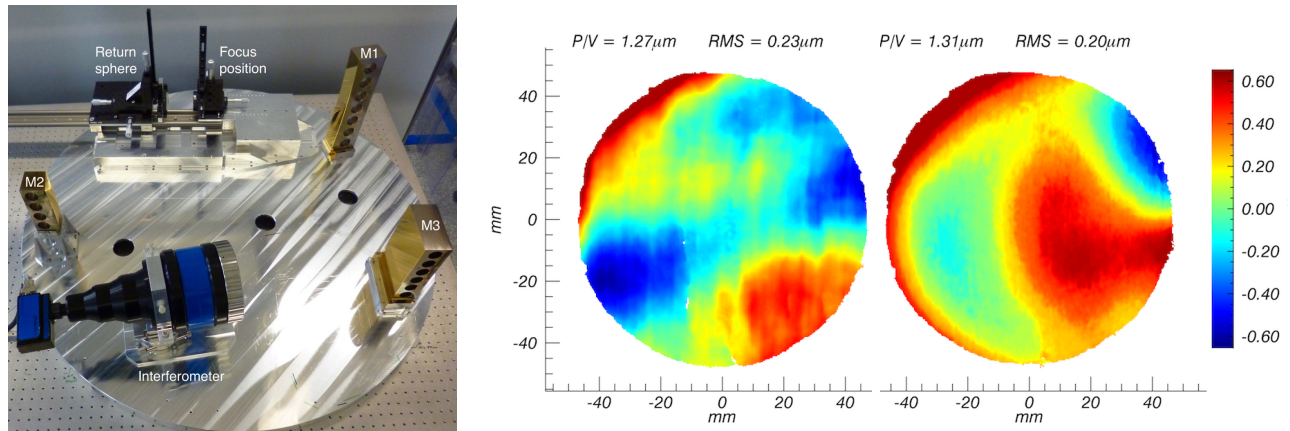 Return
sphere
Focus
position
M1
M2
M3
Interferometer
P/V = 1.27μm RMS = 0.23μm
P/V = 1.31μm RMS = 0.20μm
mm
40
20
0
-20
-40
-40 -20 0 20 40
mm
-40 -20 0 20 40
mm
0.60
0.40
0.20
0.00
-0.20
-0.40
-0.60